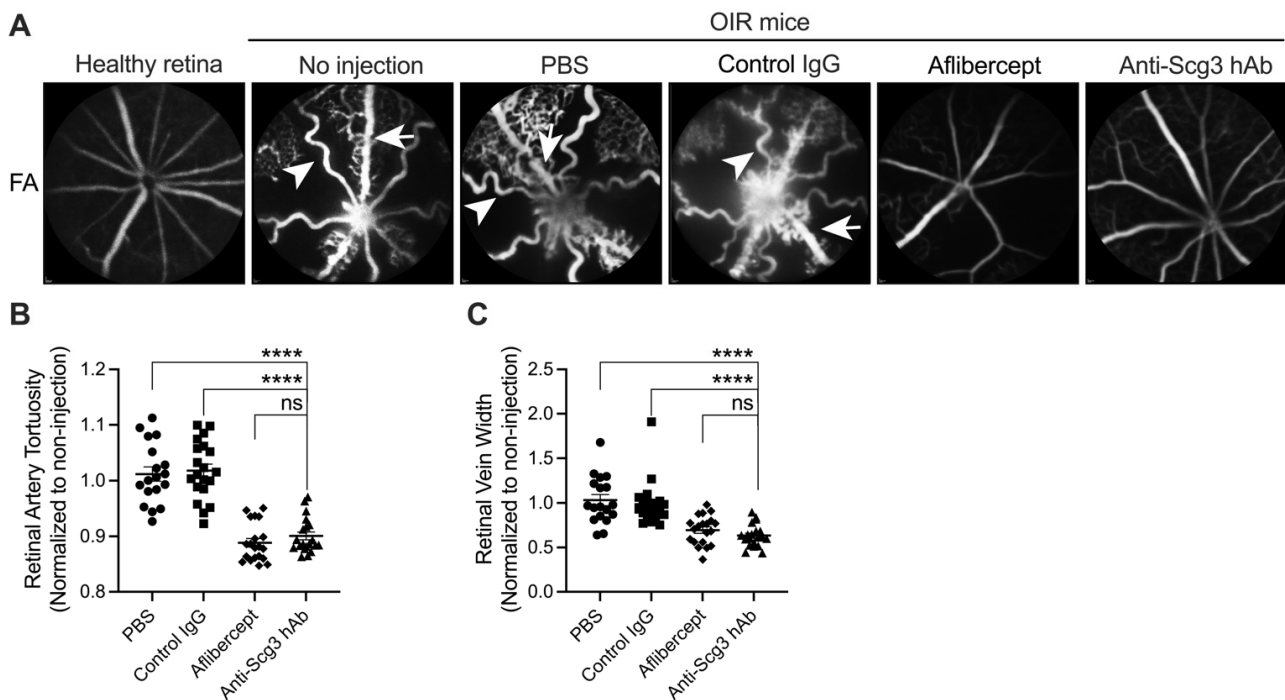 A
OIR mice
Healthy retina
No injection
PBS
Control IgG
Aflibercept
Anti-Scg3 hAb
FA
B
Retinal Artery Tortuosity
(Normalized to non-injection)
1.2
1.1
1.0
0.9
0.8
****
****
ns
PBS
Control IgG
Aflibercept
Anti-Scg3 hAb
C
Retinal Vein Width
(Normalized to non-injection)
2.5
2.0
1.5
1.0
0.5
0.0
****
****
ns
PBS
Control IgG
Aflibercept
Anti-Scg3 hAb